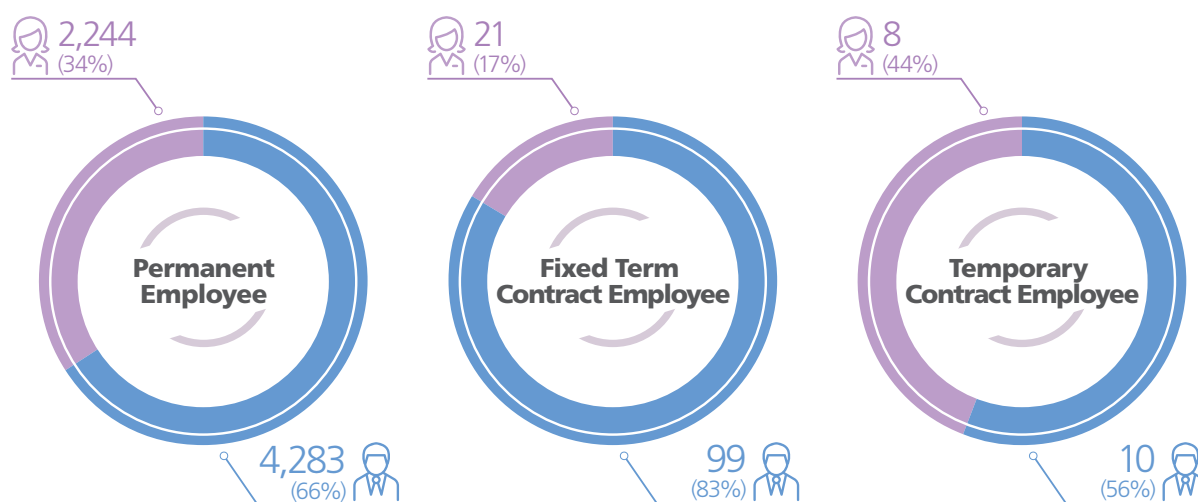 2,244
(34%)
Permanent
Employee
4,283
(66%)
21
(17%)
Fixed Term
Contract Employee
99
(83%)
8
(44%)
Temporary
Contract Employee
10
(56%)